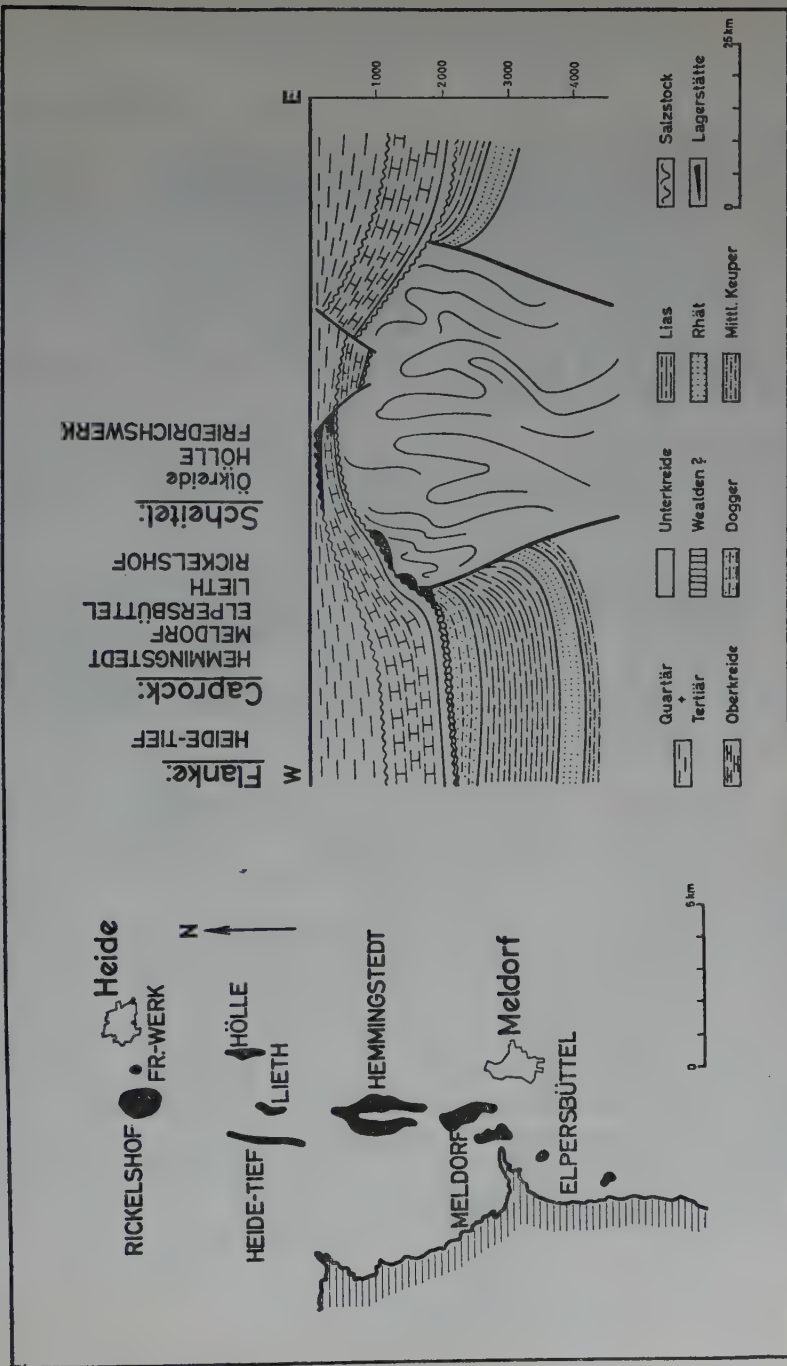 RICKELSHOF
Heide
FR.-WERK
N
HEIDE-TIEF
HÖLLE
LIETH
HEMMINGSTEDT
MELDORF
Meldorf
ELPERSBÜTTEL
0
5 km
Flanke:
HEIDE-TIEF
Caprock:
HEMMINGSTEDT
MELDORF
ELPERSBÜTTEL
LIETH
RICKELSHOF
Scheitel:
Ölkreide
HÖLLE
FRIEDRICHSWERK
W
E
-1000
-2000
-3000
-4000
Quartär
+
Tertiär
Oberkreide
Unterkreide
Wealden ?
Dogger
Lias
Rhät
Mittl. Keuper
Salzstock
Lagerstätte
0
25 km